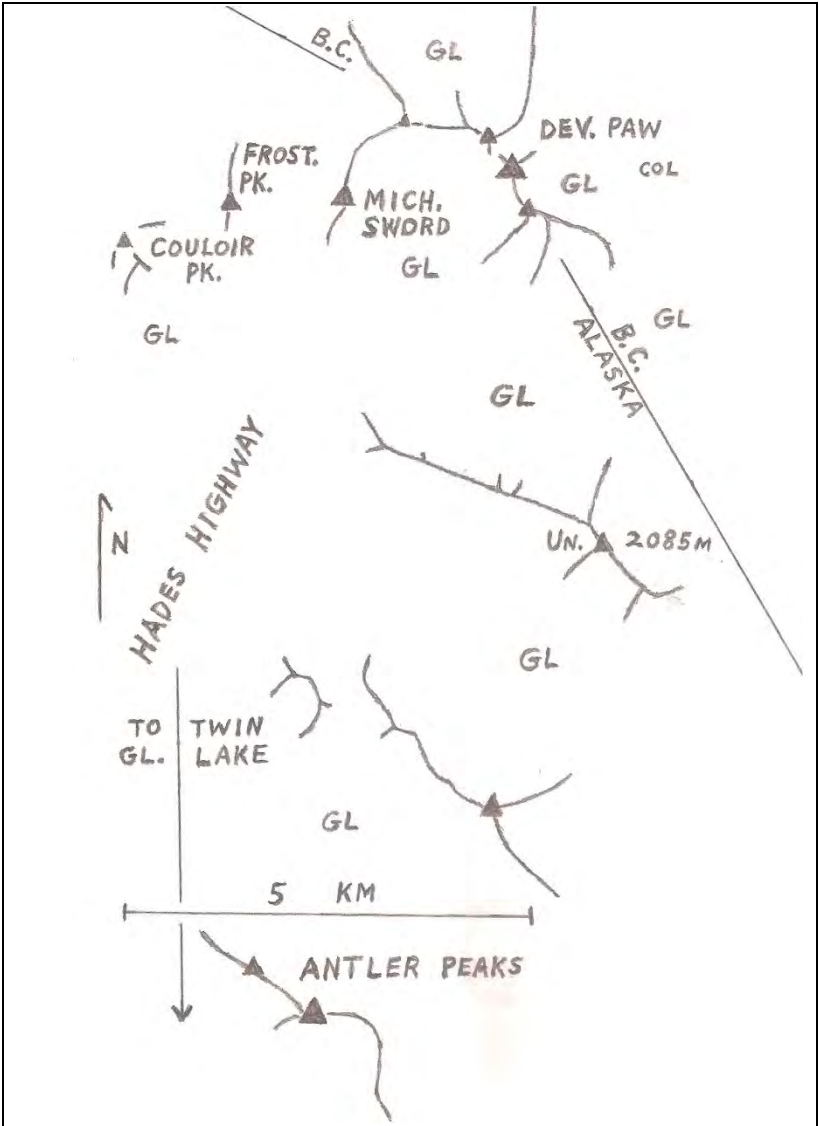 B.C.
GL
DEV. PAW
FROST.
PK.
COL
GL
MICH.
SWORD
COULOIR
PK.
GL
GL
GL
B.C.
ALASKA
GL
HADES HIGHWAY
N
UN. 2085M
GL
TO TWIN
GL. LAKE
GL
5 KM
ANTLER PEAKS